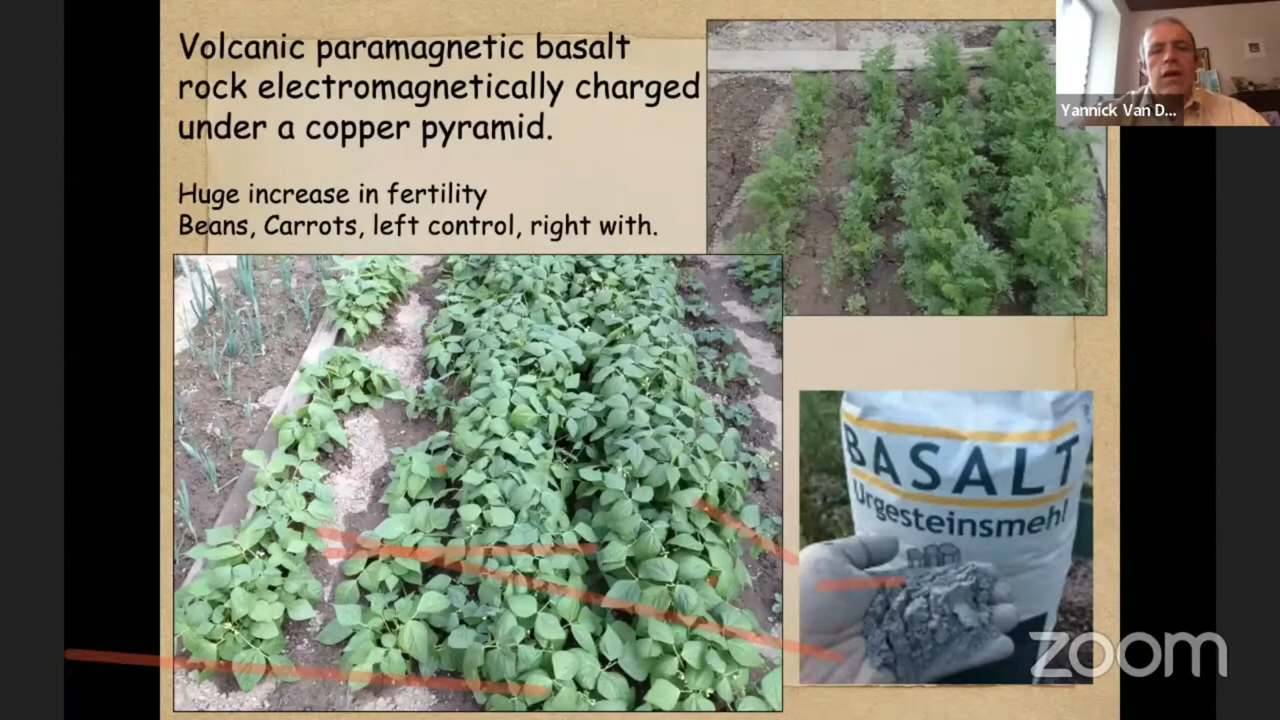 Volcanic paramagnetic basalt
rock electromagnetically charged
under a copper pyramid.
Huge increase in fertility
Beans, Carrots, left control, right with.
Yannick Van D...
BASALT
Urgesteinsmehl
zoom